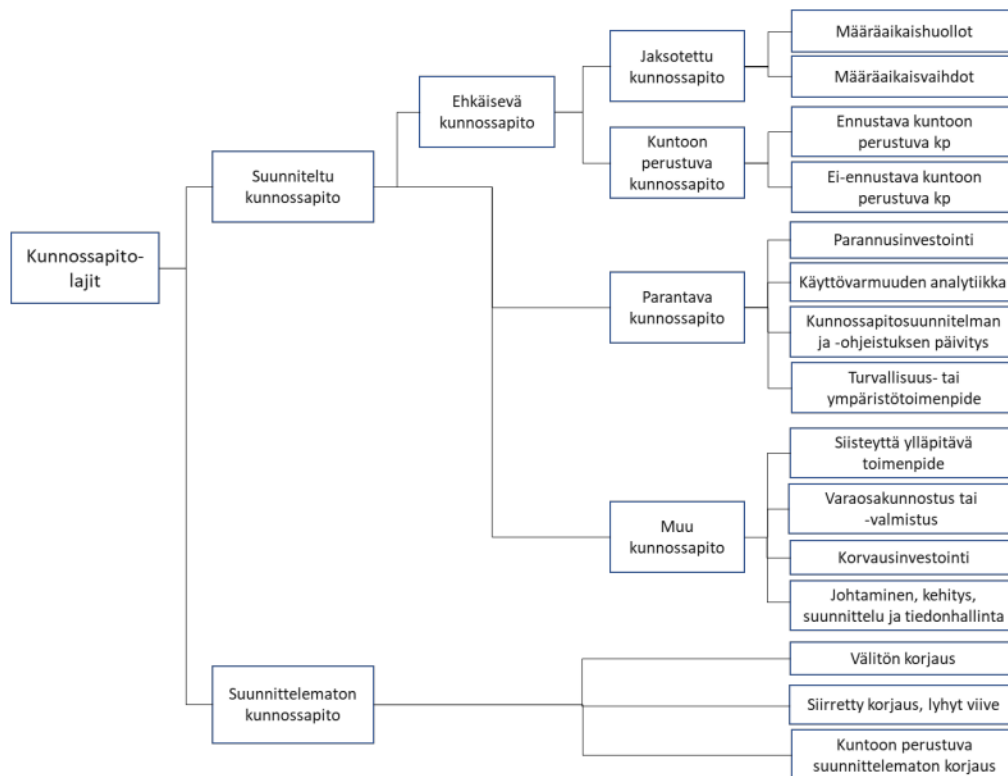 Kunnossapito-
lajit
Suunniteltu
kunnossapito
Ehkäisevä
kunnossapito
Jaksotettu
kunnossapito
Määräaikaishuollot
Määräaikaisvaihdot
Kuntoon
perustuva
kunnossapito
Ennustava kuntoon
perustuva kp
Ei-ennustava kuntoon
perustuva kp
Parantava
kunnossapito
Parannusinvestointi
Käyttövarmuuden analytiikka
Kunnossapitosuunnitelman
ja -ohjeistuksen päivitys
Turvallisuus- tai
ympäristötoimenpide
Muu
kunnossapito
Siisteyttä ylläpitävä
toimenpide
Varaosakunnostus tai
-valmistus
Korvausinvestointi
Johtaminen, kehitys,
suunnittelu ja tiedonhallinta
Suunnittelematon
kunnossapito
Välitön korjaus
Siirretty korjaus, lyhyt viive
Kuntoon perustuva
suunnittelematon korjaus